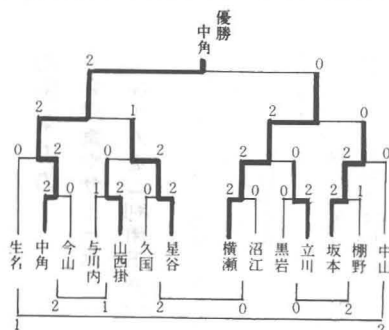 優勝
中角
2 0
2 1 2 0
0 2 0 2 2 0 2 0
2 0 1 2 0 2 2 0 0 2 2 1
生名
中角
今山
与川内
山西掛
久国
星谷
横瀬
沼江
黒岩
立川
坂本
棚野
中山
2 2 2 0 0 2
1 2